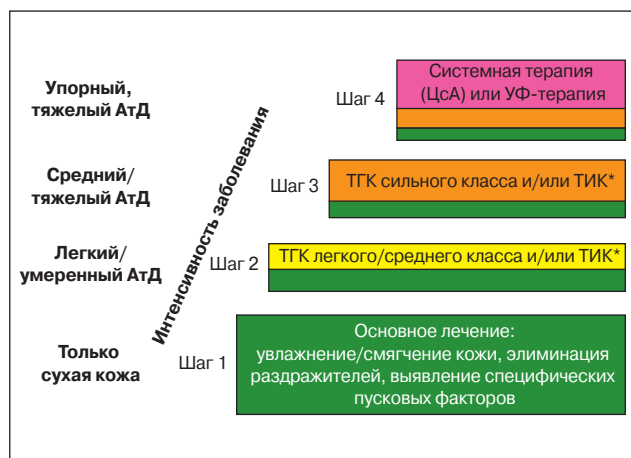 Упорный,
тяжелый АтД
Шаг 4
Системная терапия
(ЦсА) или УФ-терапия
Интенсивность заболевания
Средний/
тяжелый АтД
Шаг 3
ТГК сильного класса и/или ТИК*
Легкий/
умеренный АтД
Шаг 2
ТГК легкого/среднего класса и/или ТИК*
Только
сухая кожа
Шаг 1
Основное лечение:
увлажнение/смягчение кожи, элиминация
раздражителей, выявление специфических
пусковых факторов